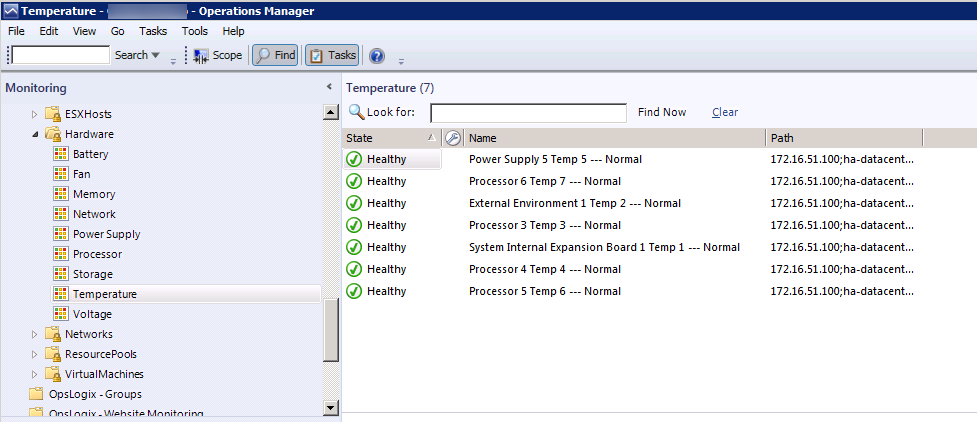 Temperature - - Operations Manager
File Edit View Go Tasks Tools Help
Search Scope Find Tasks
Monitoring
ESXHosts
Hardware
Battery
Fan
Memory
Network
Power Supply
Processor
Storage
Temperature
Voltage
Networks
ResourcePools
VirtualMachines
OpsLogix - Groups
OpsLogix - Website Monitoring
Temperature (7)
Look for: Find Now Clear
State Name Path
Healthy Power Supply 5 Temp 5 --- Normal 172.16.51.100;ha-datacent...
Healthy Processor 6 Temp 7 --- Normal 172.16.51.100;ha-datacent...
Healthy External Environment 1 Temp 2 --- Normal 172.16.51.100;ha-datacent...
Healthy Processor 3 Temp 3 --- Normal 172.16.51.100;ha-datacent...
Healthy System Internal Expansion Board 1 Temp 1 --- Normal 172.16.51.100;ha-datacent...
Healthy Processor 4 Temp 4 --- Normal 172.16.51.100;ha-datacent...
Healthy Processor 5 Temp 6 --- Normal 172.16.51.100;ha-datacent...